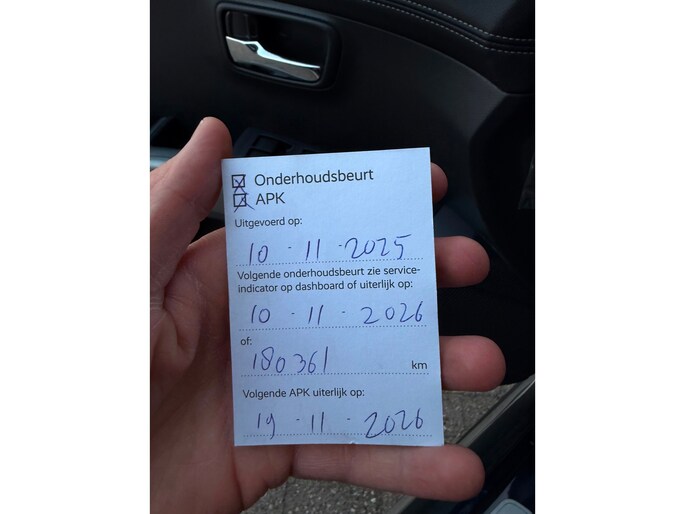 ☒ Onderhoudsbeurt
☒ APK
Uitgevoerd op:
10 - 11 - 2025
Volgende onderhoudsbeurt zie service-
indicator op dashboard of uiterlijk op:
10 - 11 - 2026
of:
180361 km
Volgende APK uiterlijk op:
19 - 11 - 2026